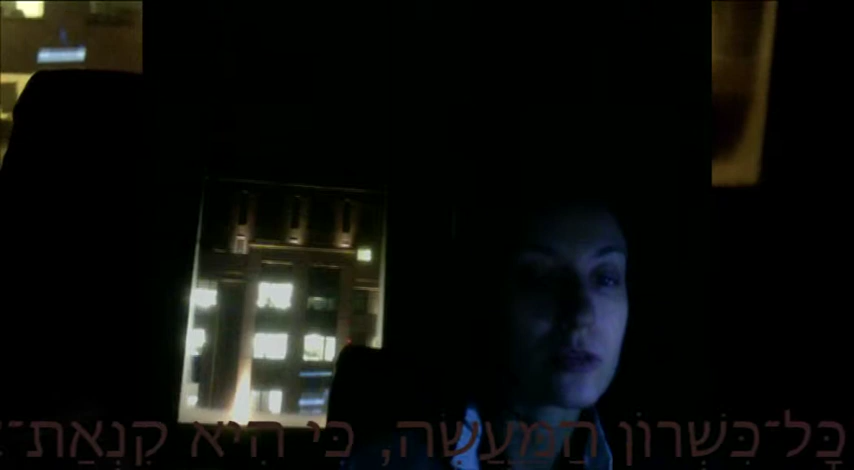 כׇּל־כִּשְׁרוֹן הַמַּעֲשֶׂה, כִּי הִיא קִנְאַת־